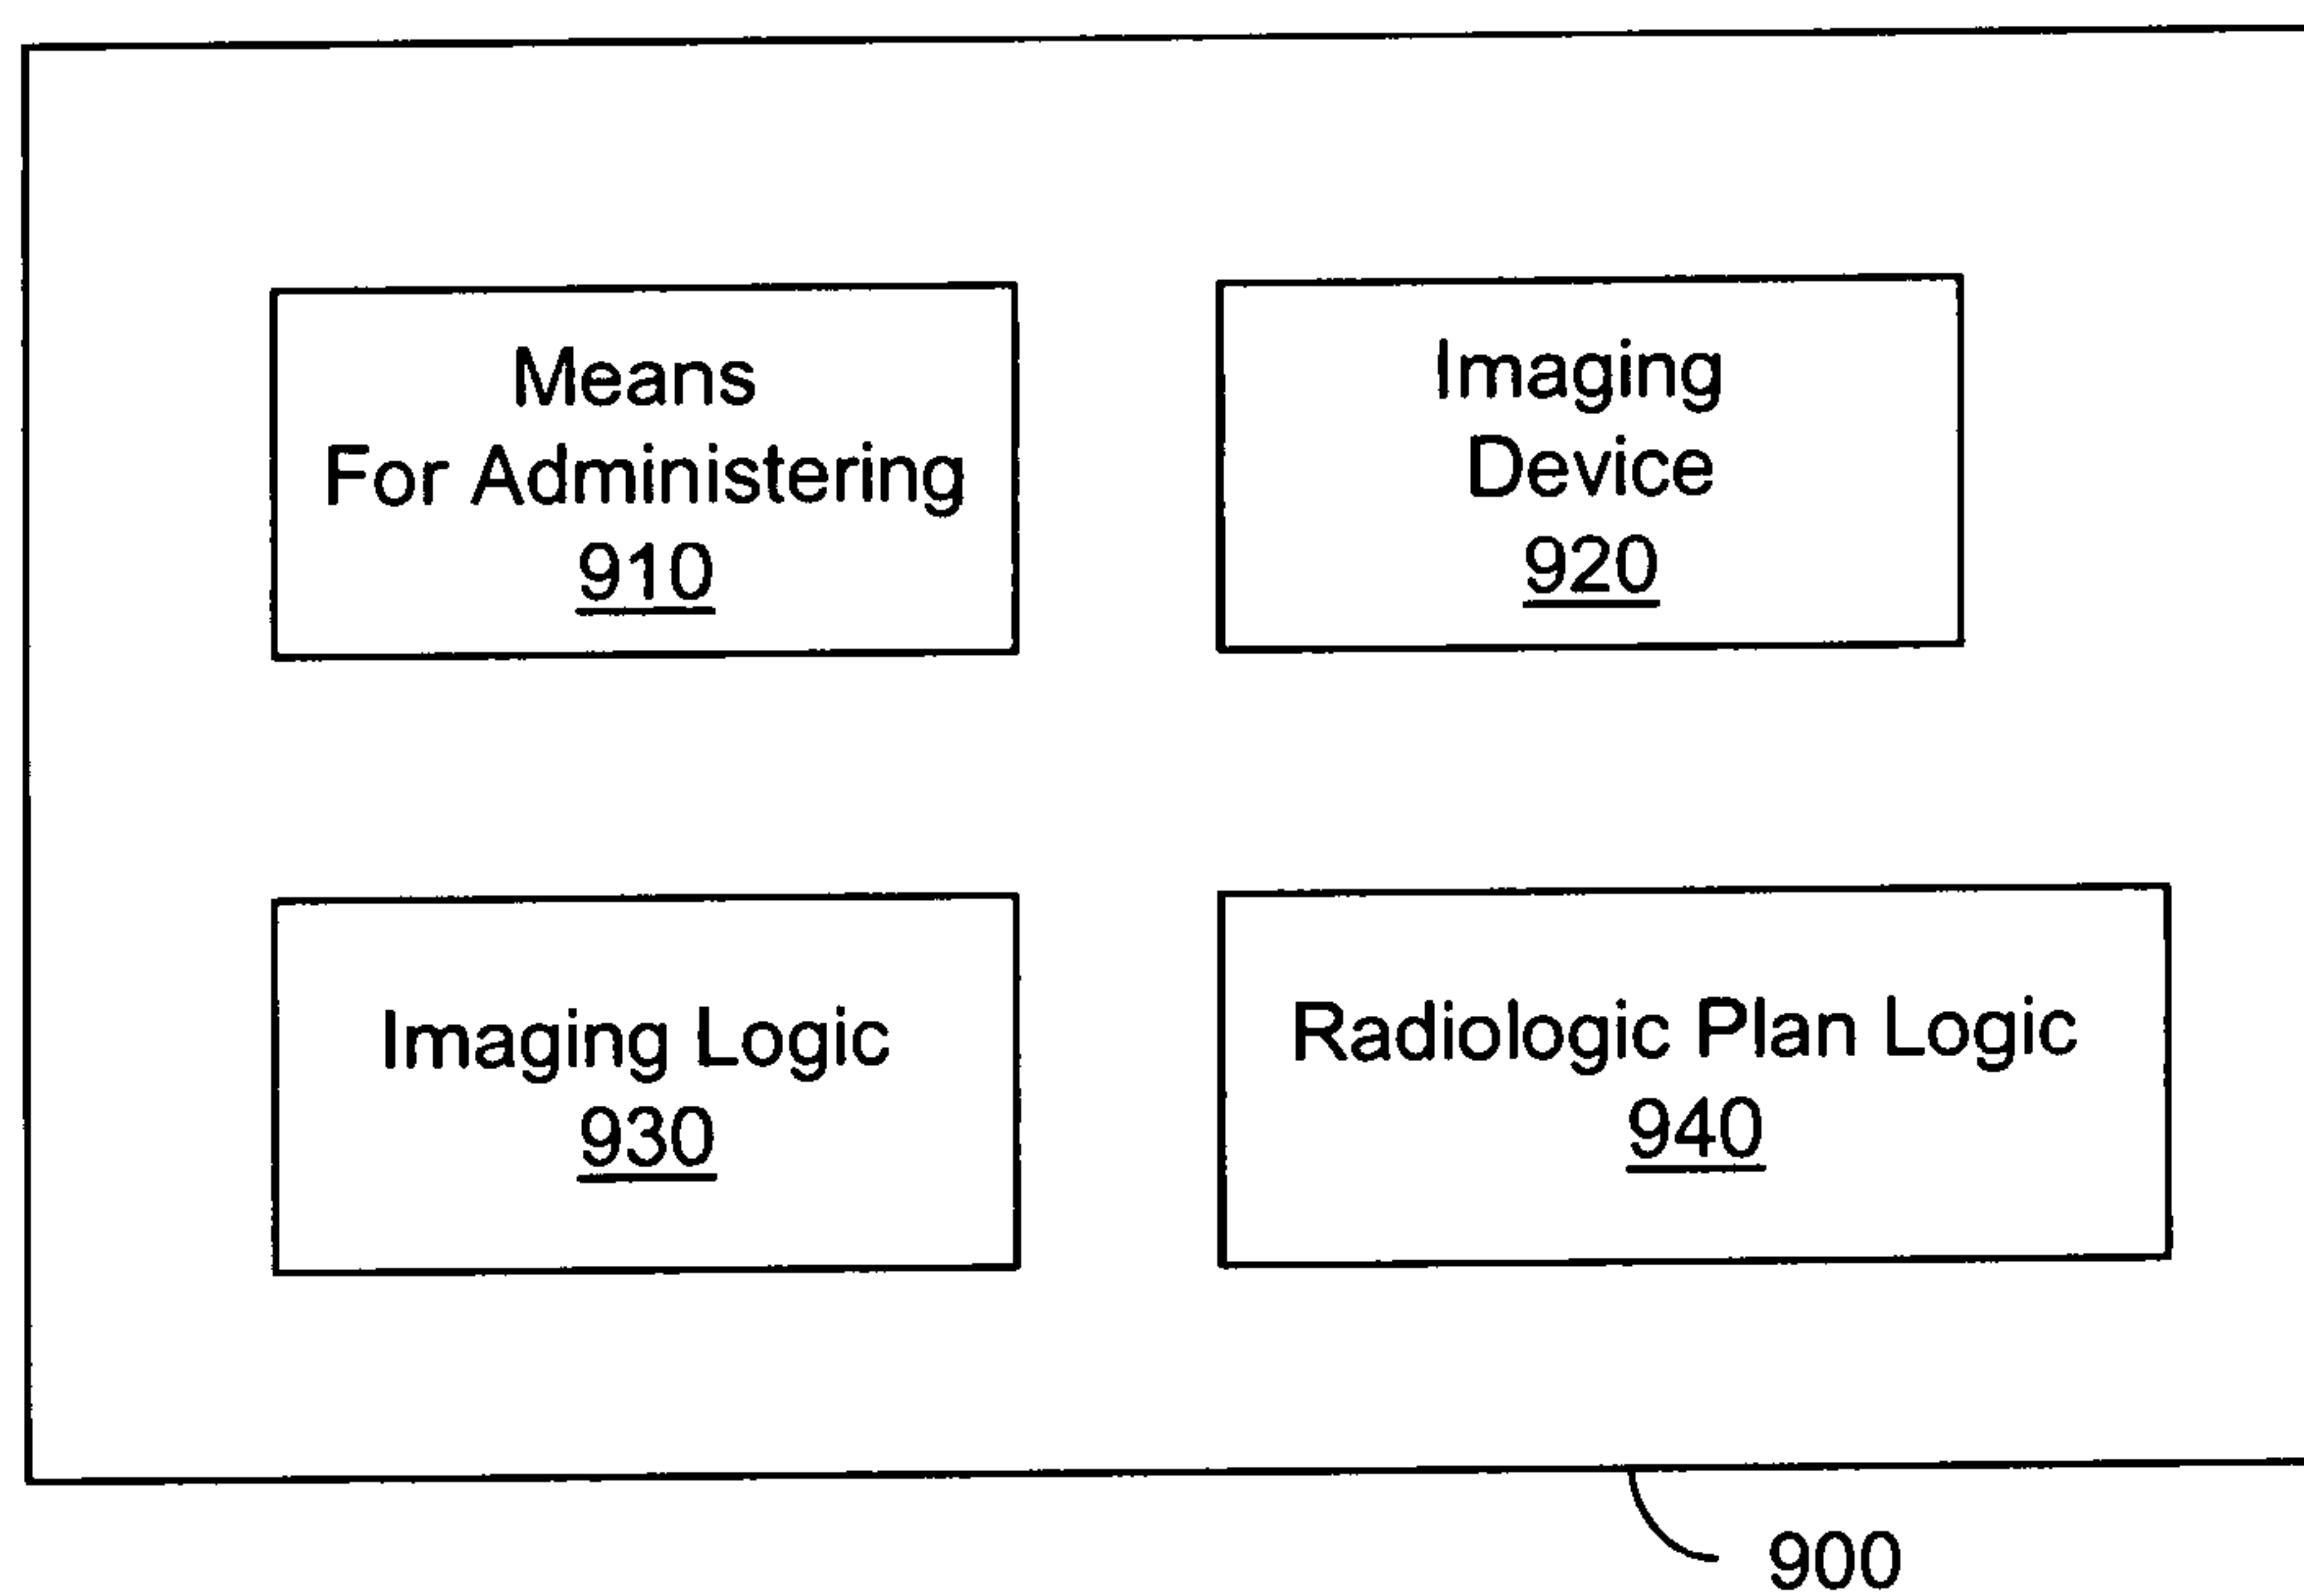 Means
For Administering
910
Imaging
Device
920
Imaging Logic
930
Radiologic Plan Logic
940
900